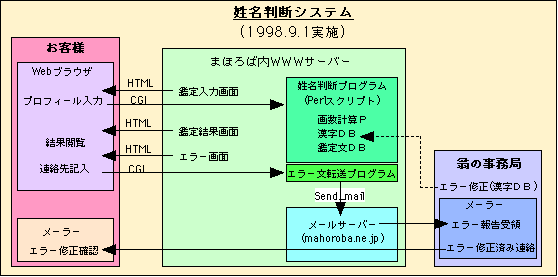 姓名判断システム
(1998.9.1実施)
お客様
Webブラウザ
プロフィール入力
結果閲覧
連絡先記入
メーラー
エラー修正確認
HTML
CGI
HTML
HTML
CGI
まほろば内WWWサーバー
鑑定入力画面
鑑定結果画面
エラー画面
姓名判断プログラム
(Perlスクリプト)
画数計算P
漢字DB
鑑定文DB
エラー文転送プログラム
Send_mail
メールサーバー
(mahoroba.ne.jp)
翁の事務局
エラー修正(漢字DB)
メーラー
エラー報告受領
エラー修正済み連絡